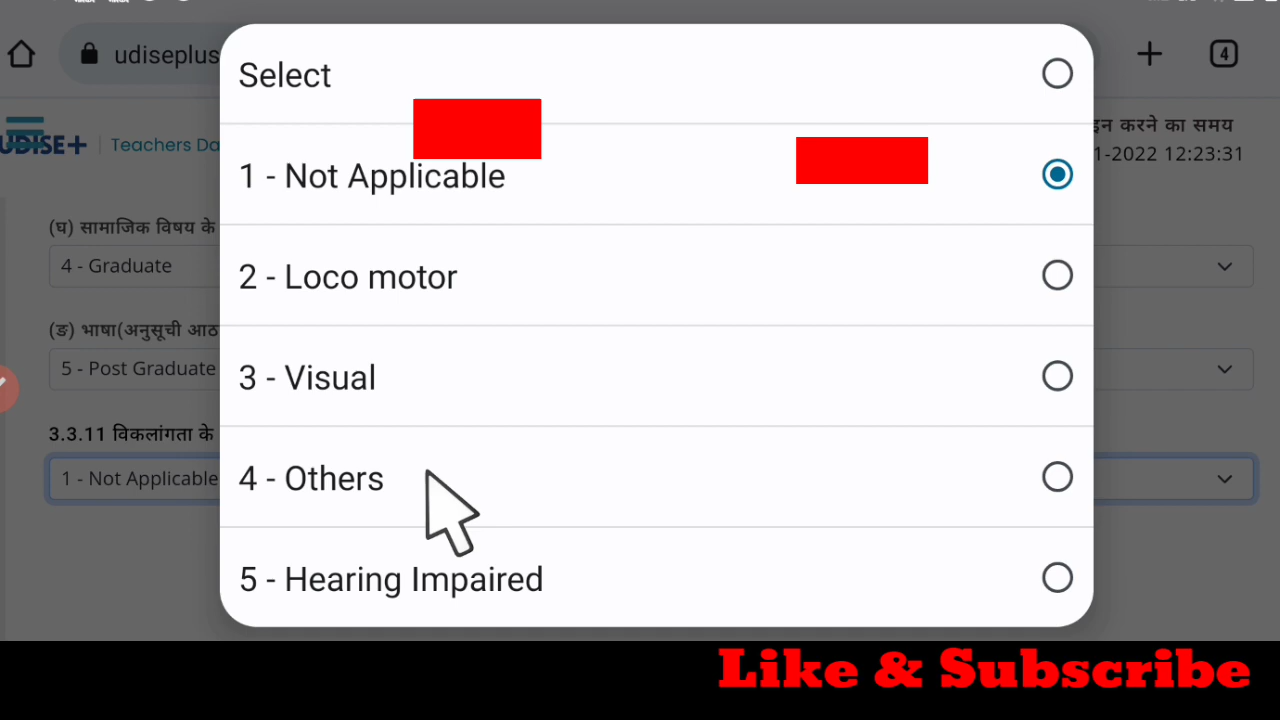 udiseplus
4
Select
UDISE+ | Teachers Da
इन करने का समय
1-2022 12:23:31
1 - Not Applicable
(घ) सामाजिक विषय के
4 - Graduate
2 - Loco motor
(ङ) भाषा(अनुसूची आठ
5 - Post Graduate
3 - Visual
3.3.11 विकलांगता के
1 - Not Applicable
4 - Others
5 - Hearing Impaired
Like & Subscribe